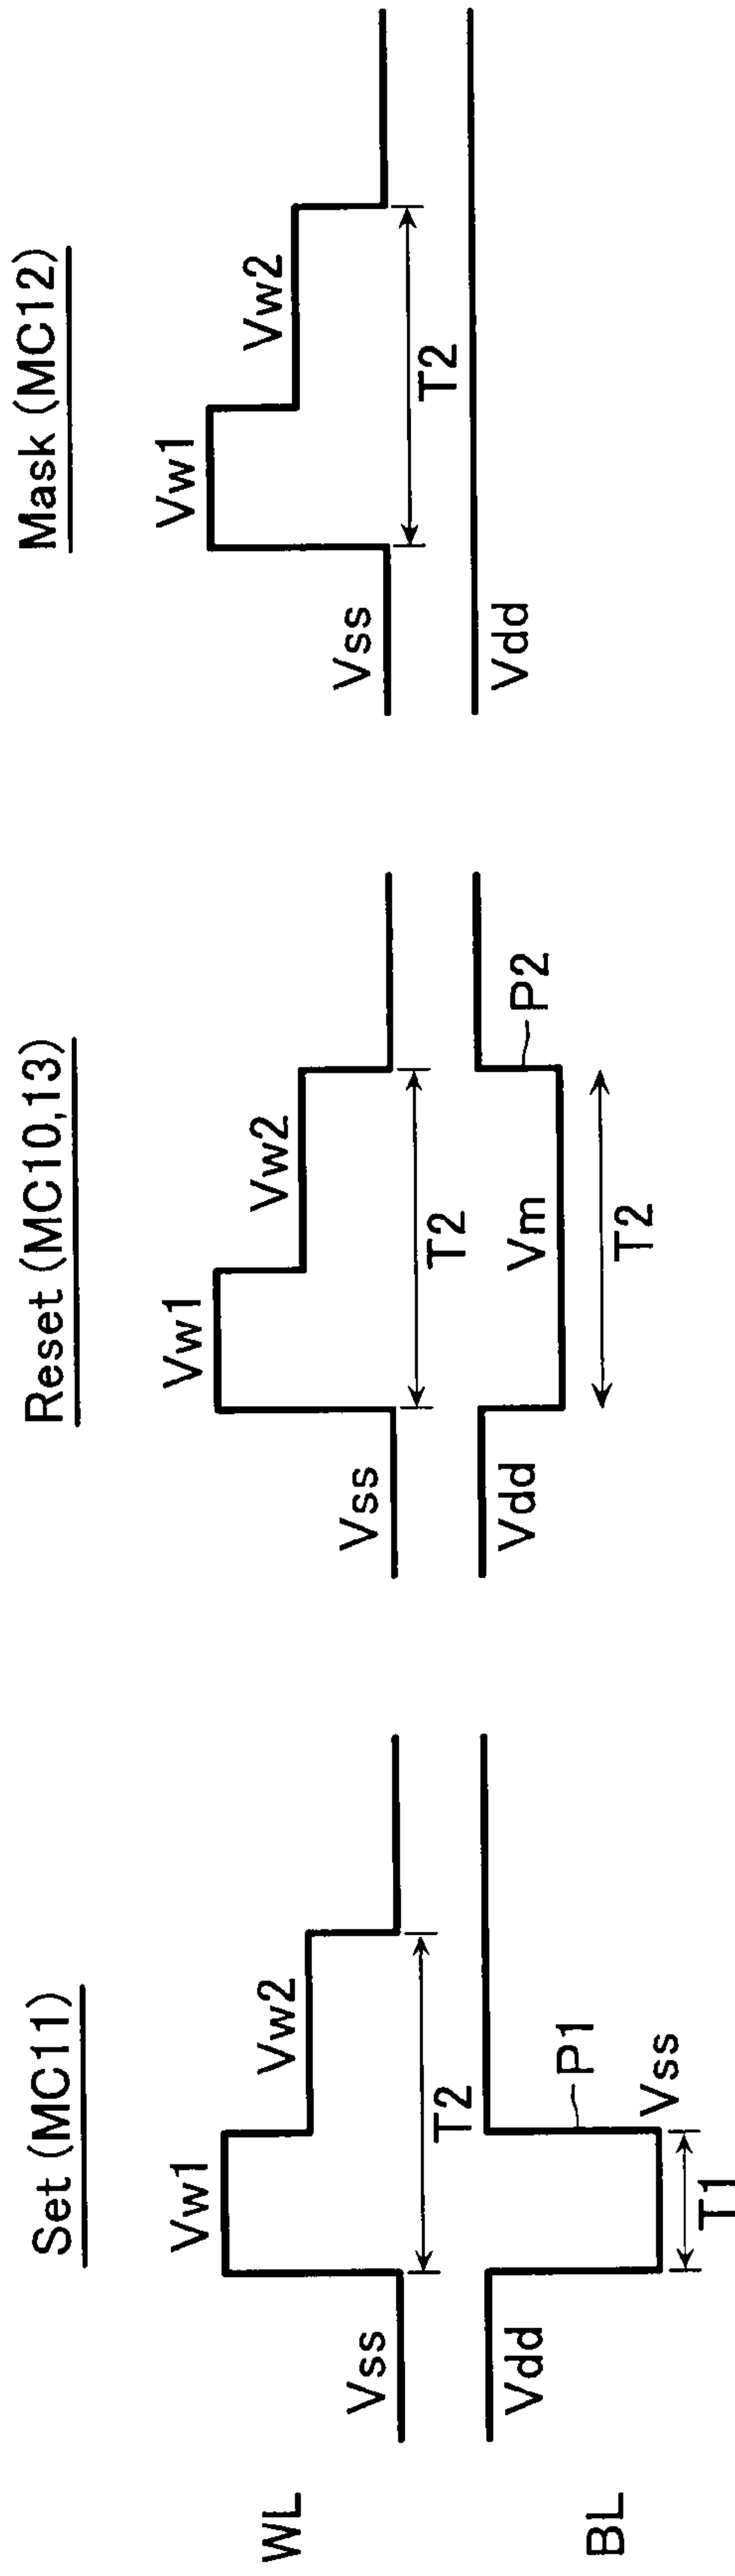 Set (MC11)
Reset (MC10,13)
Mask (MC12)
WL
Vss
Vw1
Vw2
T2
Vss
Vw1
Vw2
T2
Vss
Vw1
Vw2
T2
BL
Vdd
P1
Vss
T1
Vdd
Vm
P2
T2
Vdd